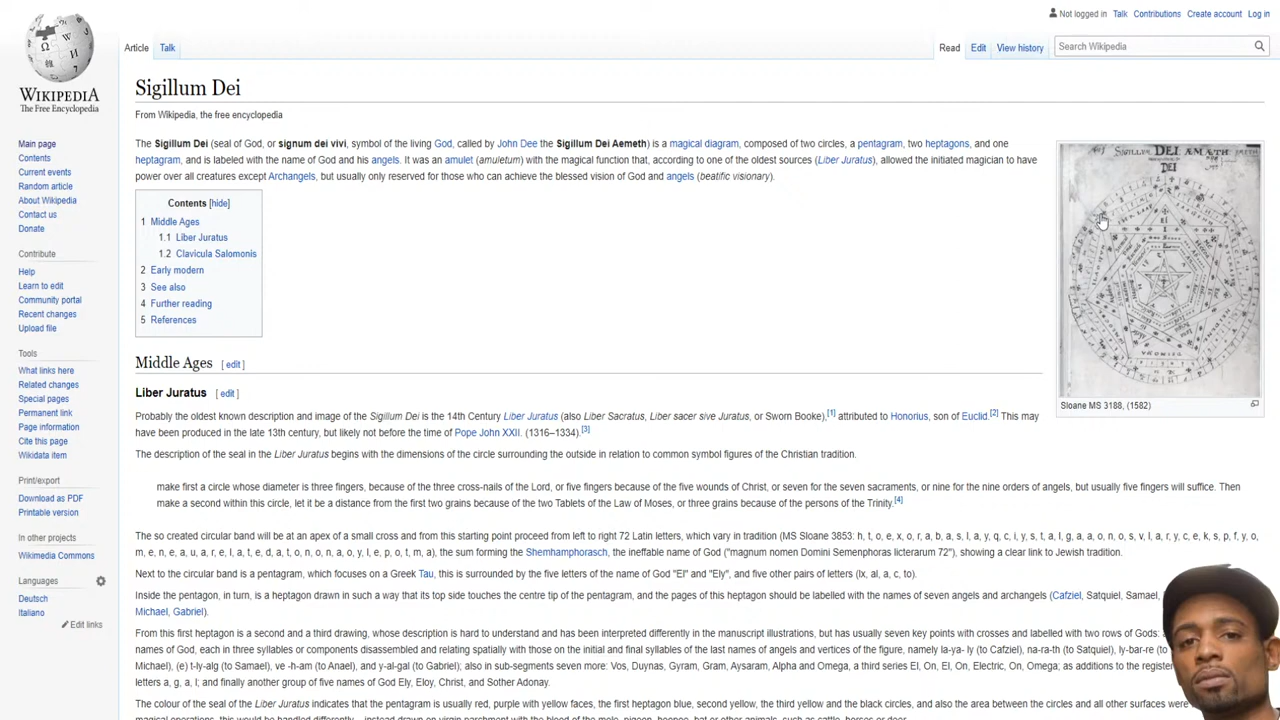 Not logged in Talk Contributions Create account Log in
Article Talk Read Edit View history Search Wikipedia
WIKIPEDIA
The Free Encyclopedia
Main page
Contents
Current events
Random article
About Wikipedia
Contact us
Donate
Contribute
Help
Learn to edit
Community portal
Recent changes
Upload file
Tools
What links here
Related changes
Special pages
Permanent link
Page information
Cite this page
Wikidata item
Print/export
Download as PDF
Printable version
In other projects
Wikimedia Commons
Languages
Deutsch
Italiano
Edit links
Sigillum Dei
From Wikipedia, the free encyclopedia
The Sigillum Dei (seal of God, or signum dei vivi, symbol of the living God, called by John Dee the Sigillum Dei Aemeth) is a magical diagram, composed of two circles, a pentagram, two heptagons, and one
heptagram, and is labeled with the name of God and his angels. It was an amulet (amuletum) with the magical function that, according to one of the oldest sources (Liber Juratus), allowed the initiated magician to have
power over all creatures except Archangels, but usually only reserved for those who can achieve the blessed vision of God and angels (beatific visionary).
Contents [hide]
1 Middle Ages
1.1 Liber Juratus
1.2 Clavicula Salomonis
2 Early modern
3 See also
4 Further reading
5 References
SIGILLVM DEI ÆMÆTH
DEI
Sloane MS 3188, (1582)
Middle Ages [ edit ]
Liber Juratus [ edit ]
Probably the oldest known description and image of the Sigillum Dei is the 14th Century Liber Juratus (also Liber Sacratus, Liber sacer sive Juratus, or Sworn Booke),[1] attributed to Honorius, son of Euclid.[2] This may
have been produced in the late 13th century, but likely not before the time of Pope John XXII. (1316–1334).[3]
The description of the seal in the Liber Juratus begins with the dimensions of the circle surrounding the outside in relation to common symbol figures of the Christian tradition.
make first a circle whose diameter is three fingers, because of the three cross-nails of the Lord, or five fingers because of the five wounds of Christ, or seven for the seven sacraments, or nine for the nine orders of angels, but usually five fingers will suffice. Then
make a second within this circle, let it be a distance from the first two grains because of the two Tablets of the Law of Moses, or three grains because of the persons of the Trinity.[4]
The so created circular band will be at an apex of a small cross and from this starting point proceed from left to right 72 Latin letters, which vary in tradition (MS Sloane 3853: h, t, o, e, x, o, r, a, b, a, s, l, a, y, q, c, i, y, s, t, a, l, g, a, a, o, n, o, s, v, l, a, r, y, c, e, k, s, p, f, y, o,
m, e, n, e, a, u, a, r, e, l, a, t, e, d, a, t, o, n, o, n, a, o, y, l, e, p, o, t, m, a), the sum forming the Shemhamphorasch, the ineffable name of God ("magnum nomen Domini Semenphoras licterarum 72"), showing a clear link to Jewish tradition.
Next to the circular band is a pentagram, which focuses on a Greek Tau, this is surrounded by the five letters of the name of God "El" and "Ely", and five other pairs of letters (lx, al, a, c, to).
Inside the pentagram, in turn, is a heptagon drawn in such a way that its top side touches the centre tip of the pentagram, and the pages of this heptagon should be labelled with the names of seven angels and archangels (Cafziel, Satquiel, Samael,
Michael, Gabriel).
From this first heptagon is a second and a third drawing, whose description is hard to understand and has been interpreted differently in the manuscript illustrations, but has usually seven key points with crosses and labelled with two rows of Gods:
names of God, each in three syllables or components disassembled and relating spatially with those on the initial and final syllables of the last names of angels and vertices of the figure, namely la-ya- ly (to Cafziel), na-ra-th (to Satquiel), ly-bar-re
Michael), (e) t-ly-alg (to Samael), ve -h-am (to Anael), and y-al-gal (to Gabriel); also in sub-segments seven more: Vos, Duynas, Gyram, Gram, Aysaram, Alpha and Omega, a third series El, On, El, On, Electric, On, Omega; as additions to the register
letters a, g, a, l; and finally another group of five names of God Ely, Eloy, Christ, and Sother Adonay.
The colour of the seal of the Liber Juratus indicates that the pentagram is usually red, purple with yellow faces, the first heptagon blue, second yellow, the third yellow and the black circles, and also the area between the circles and all other surfaces